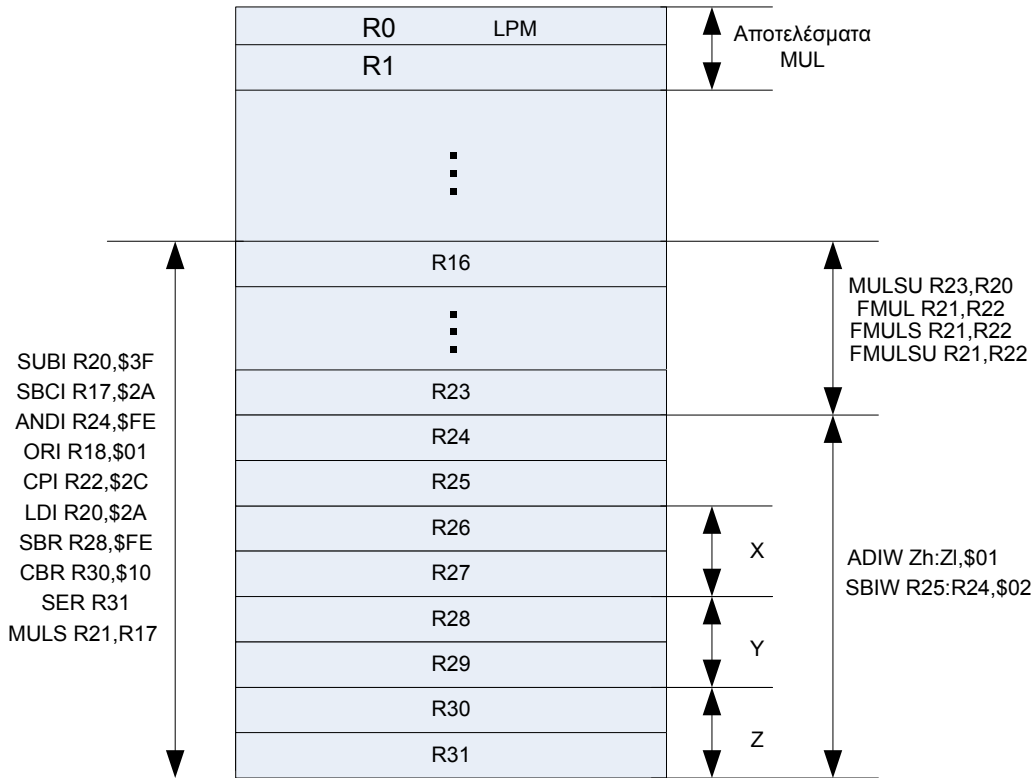 R0 LPM
R1
Αποτελέσματα
MUL
R16
R23
R24
R25
R26
R27
R28
R29
R30
R31
SUBI R20,$3F
SBCI R17,$2A
ANDI R24,$FE
ORI R18,$01
CPI R22,$2C
LDI R20,$2A
SBR R28,$FE
CBR R30,$10
SER R31
MULS R21,R17
MULSU R23,R20
FMUL R21,R22
FMULS R21,R22
FMULSU R21,R22
X
Y
Z
ADIW Zh:Zl,$01
SBIW R25:R24,$02